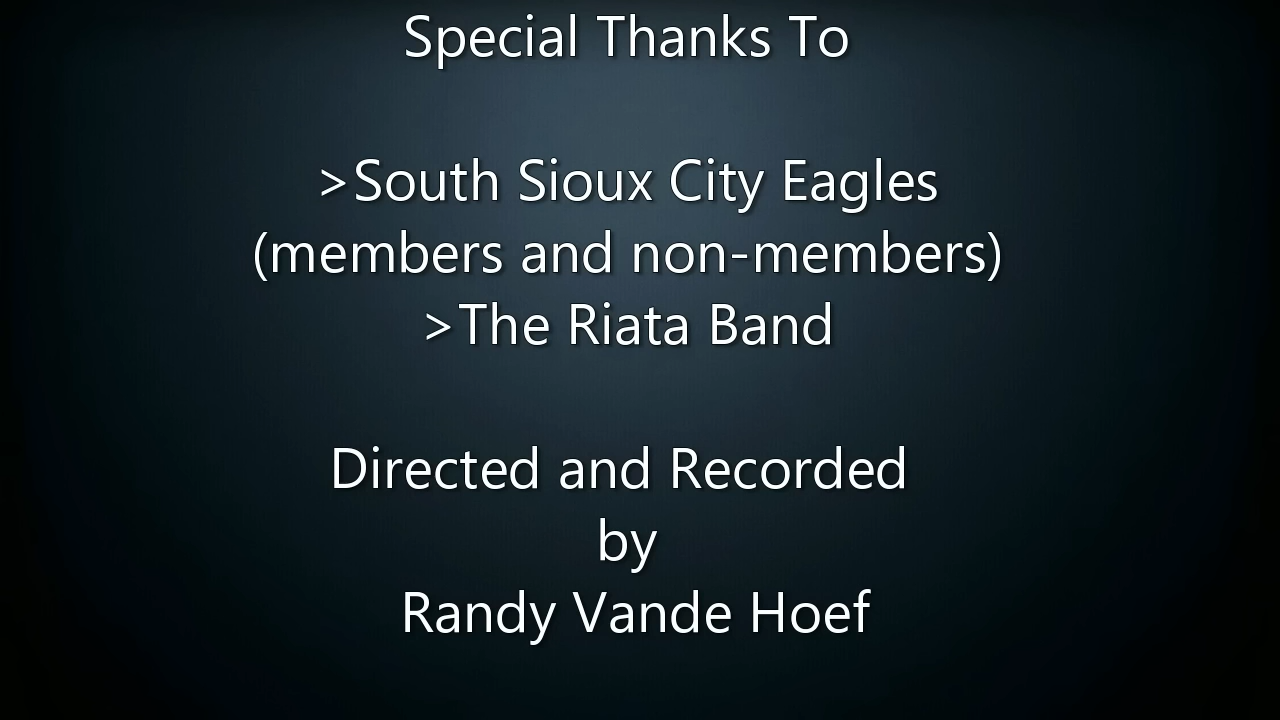 Special Thanks To
>South Sioux City Eagles
(members and non-members)
>The Riata Band
Directed and Recorded
by
Randy Vande Hoef